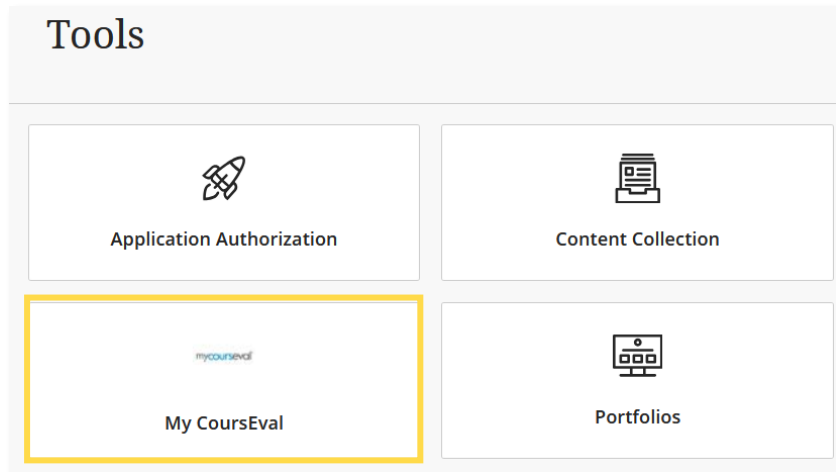 Tools
Application Authorization
Content Collection
mycourseval
My CoursEval
Portfolios